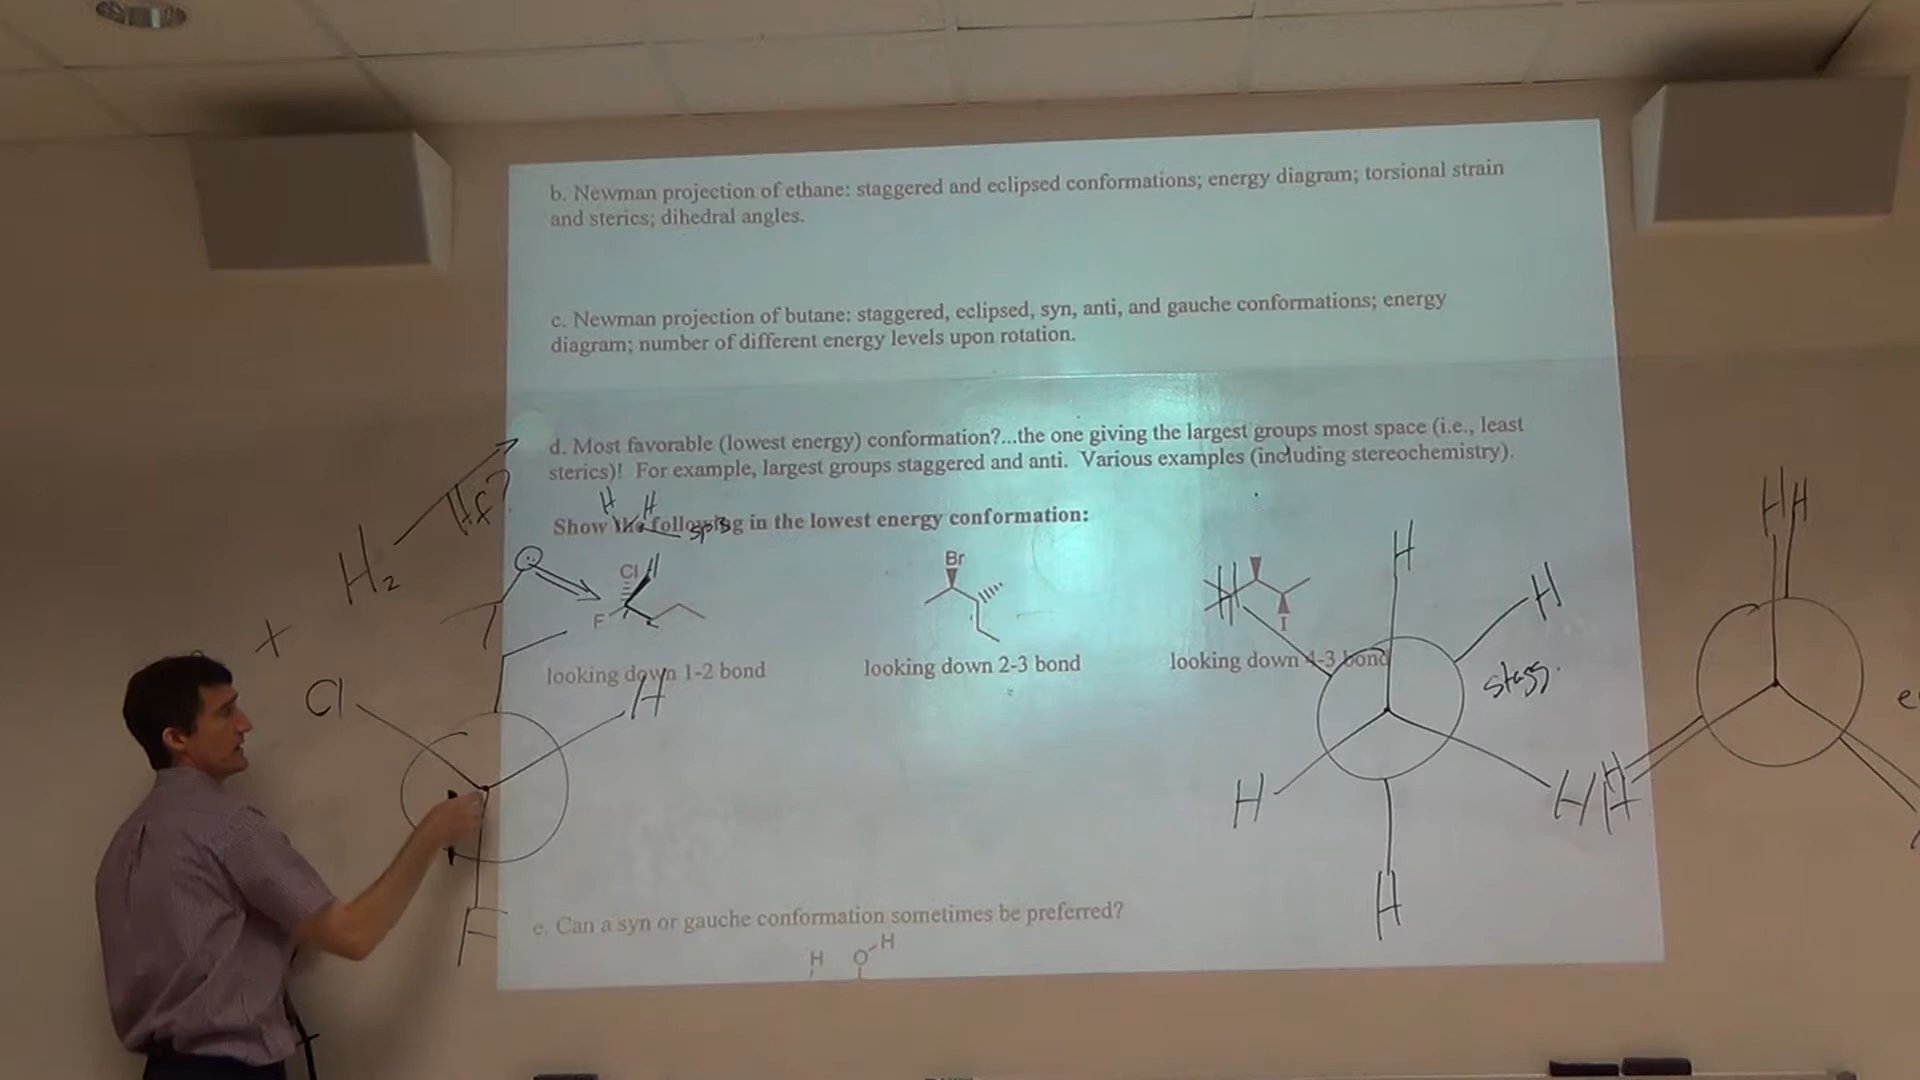 b. Newman projection of ethane: staggered and eclipsed conformations; energy diagram; torsional strain
and sterics; dihedral angles.
c. Newman projection of butane: staggered, eclipsed, syn, anti, and gauche conformations; energy
diagram; number of different energy levels upon rotation.
d. Most favorable (lowest energy) conformation?...the one giving the largest groups most space (i.e., least
sterics)! For example, largest groups staggered and anti. Various examples (including stereochemistry).
H H
Show the following in the lowest energy conformation:
sp3
H2
Cl H
F
Br
I
looking down 1-2 bond
looking down 2-3 bond
looking down 4-3 bond
+
Cl
H
F
H
H
H
stagg.
H
H
H
HH
H
H
e. Can a syn or gauche conformation sometimes be preferred?
H O H